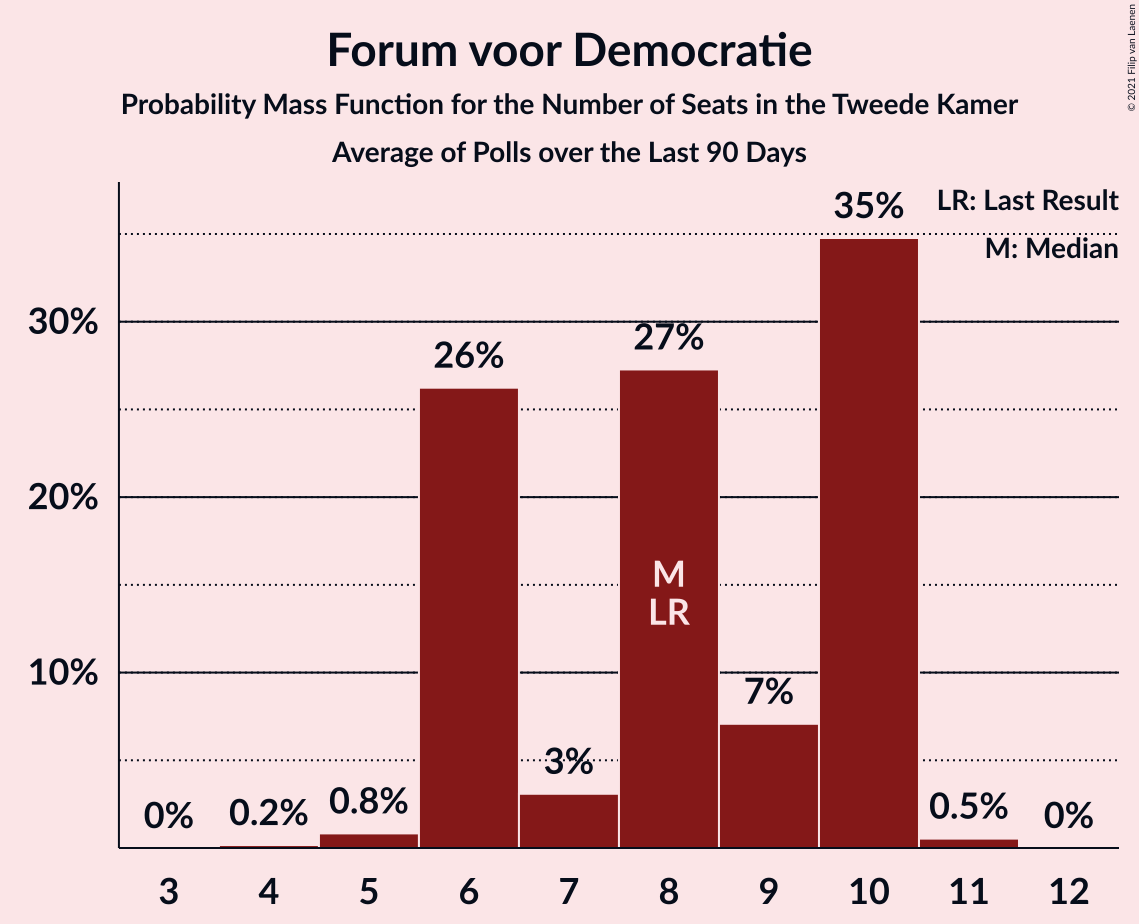 Forum voor Democratie
Probability Mass Function for the Number of Seats in the Tweede Kamer
Average of Polls over the Last 90 Days
© 2021 Filip van Laenen
LR: Last Result
M: Median
30%
20%
10%
0%
0.2%
0.8%
26%
3%
27%
7%
35%
0.5%
0%
M
LR
3 4 5 6 7 8 9 10 11 12